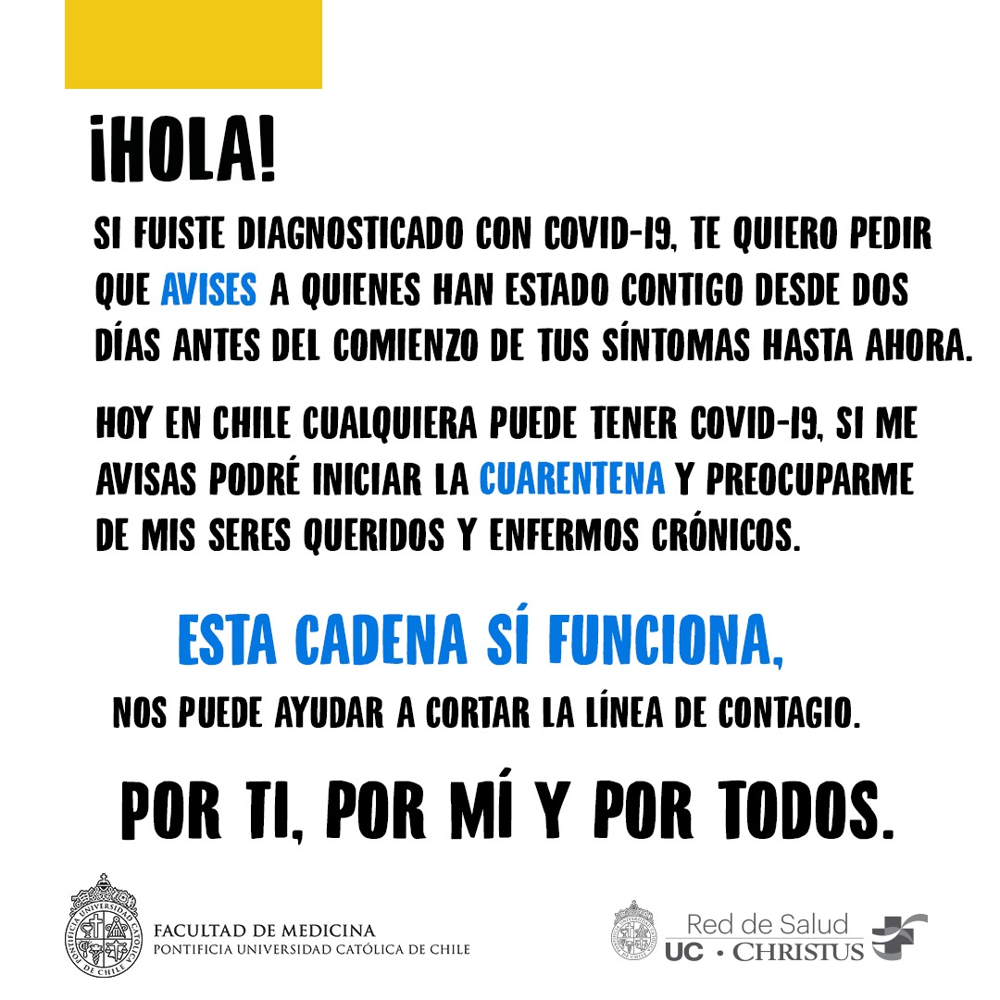 ¡HOLA!
SI FUISTE DIAGNOSTICADO CON COVID-19, TE QUIERO PEDIR
QUE AVISES A QUIENES HAN ESTADO CONTIGO DESDE DOS
DÍAS ANTES DEL COMIENZO DE TUS SÍNTOMAS HASTA AHORA.
HOY EN CHILE CUALQUIERA PUEDE TENER COVID-19, SI ME
AVISAS PODRÉ INICIAR LA CUARENTENA Y PREOCUPARME
DE MIS SERES QUERIDOS Y ENFERMOS CRÓNICOS.
ESTA CADENA SÍ FUNCIONA,
NOS PUEDE AYUDAR A CORTAR LA LÍNEA DE CONTAGIO.
POR TI, POR MÍ Y POR TODOS.
PONTIFICIA UNIVERSIDAD CATÓLICA DE CHILE
FACULTAD DE MEDICINA
PONTIFICIA UNIVERSIDAD CATÓLICA DE CHILE
Red de Salud
UC · CHRISTUS